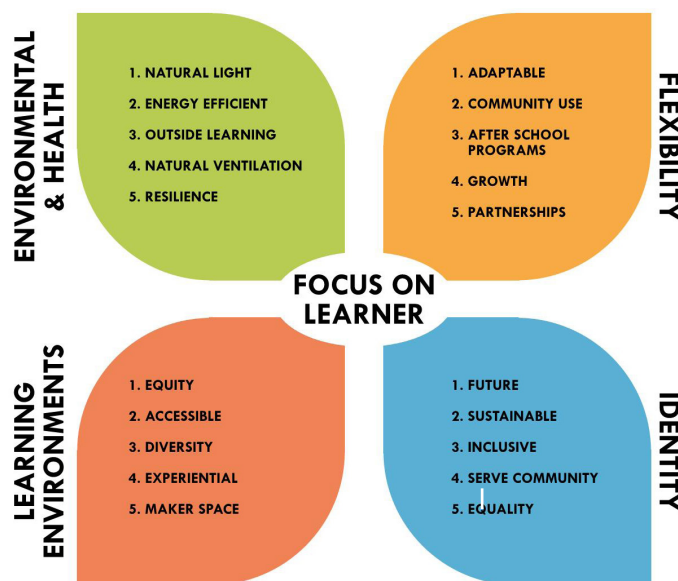 ENVIRONMENTAL
& HEALTH
1. NATURAL LIGHT
2. ENERGY EFFICIENT
3. OUTSIDE LEARNING
4. NATURAL VENTILATION
5. RESILIENCE
FLEXIBILITY
1. ADAPTABLE
2. COMMUNITY USE
3. AFTER SCHOOL
PROGRAMS
4. GROWTH
5. PARTNERSHIPS
FOCUS ON
LEARNER
LEARNING
ENVIRONMENTS
1. EQUITY
2. ACCESSIBLE
3. DIVERSITY
4. EXPERIENTIAL
5. MAKER SPACE
IDENTITY
1. FUTURE
2. SUSTAINABLE
3. INCLUSIVE
4. SERVE COMMUNITY
5. EQUALITY